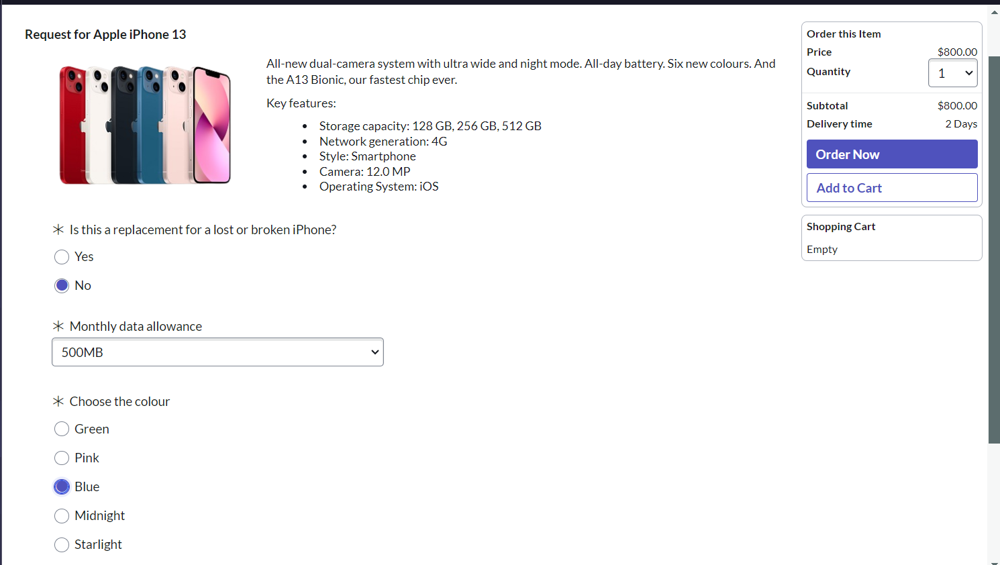 Request for Apple iPhone 13
All-new dual-camera system with ultra wide and night mode. All-day battery. Six new colours. And
the A13 Bionic, our fastest chip ever.
Key features:
• Storage capacity: 128 GB, 256 GB, 512 GB
• Network generation: 4G
• Style: Smartphone
• Camera: 12.0 MP
• Operating System: iOS
Is this a replacement for a lost or broken iPhone?
Yes
No
Monthly data allowance
500MB
Choose the colour
Green
Pink
Blue
Midnight
Starlight
Order this Item
Price $800.00
Quantity 1
Subtotal $800.00
Delivery time 2 Days
Order Now
Add to Cart
Shopping Cart
Empty